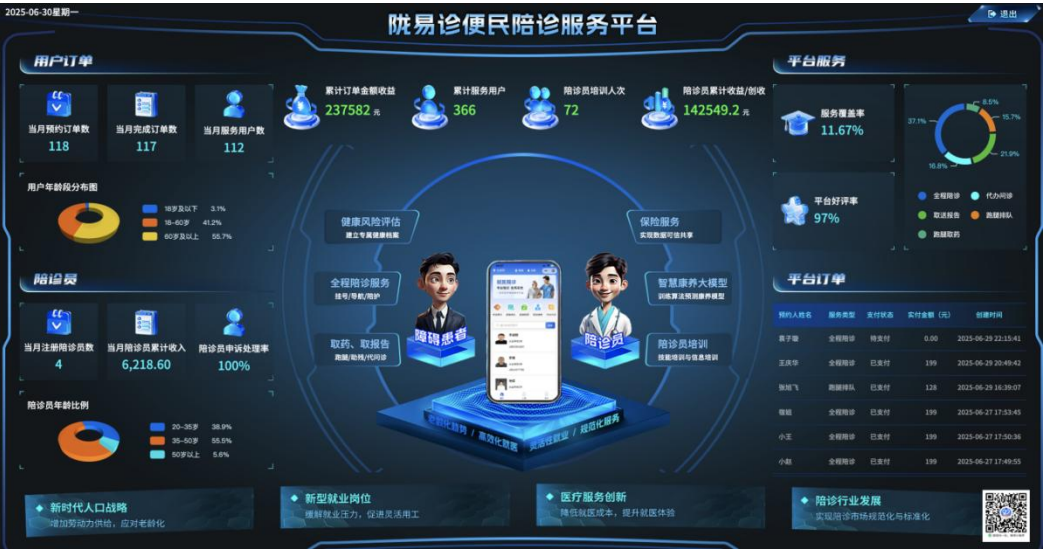 2025-06-30星期一
陇易诊便民陪诊服务平台
退出
用户订单
当月预约订单数
118
当月完成订单数
117
当月服务用户数
112
用户年龄段分布图
18岁及以下 3.1%
18-60岁 41.2%
60岁及以上 55.7%
陪诊员
当月注册陪诊员数
4
当月陪诊员累计收入
6,218.60
陪诊员申诉处理率
100%
陪诊员年龄比例
20-35岁 38.9%
35-50岁 55.5%
50岁以上 5.6%
累计订单金额收益
237582 元
累计服务用户
366
陪诊员培训人次
72
陪诊员累计收益/创收
142549.2 元
健康风险评估
建立专属健康档案
全程陪诊服务
挂号/导航/陪护
取药、取报告
跑腿/助残/代问诊
保险服务
实现数据可信共享
智慧康养大模型
训练算法预测康养模型
陪诊员培训
技能培训与信息培训
障碍患者
陪诊员
高效化就医
灵活性就业 / 规范化服务
平台服务
服务覆盖率
11.67%
平台好评率
97%
8.5%
15.7%
21.9%
16.8%
37.1%
全程陪诊
代办问诊
取送报告
跑腿排队
跑腿取药
平台订单
预约人姓名 服务类型 支付状态 实付金额（元） 创建时间
袁子璇 全程陪诊 待支付 0.00 2025-06-29 22:15:41
王庆华 全程陪诊 已支付 199 2025-06-29 20:49:42
张旭飞 跑腿排队 已支付 128 2025-06-29 16:39:07
全程陪诊 已支付 199 2025-06-27 17:53:45
小王 全程陪诊 已支付 199 2025-06-27 17:50:36
小赵 全程陪诊 已支付 199 2025-06-27 17:49:55
新时代人口战略
增加劳动力供给，应对老龄化
新型就业岗位
缓解就业压力，促进灵活用工
医疗服务创新
降低就医成本，提升就医体验
陪诊行业发展
实现陪诊市场规范化与标准化